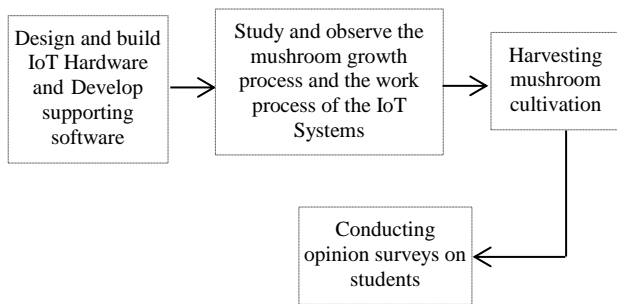 Design and build
IoT Hardware
and Develop
supporting
software
Study and observe the
mushroom growth
process and the work
process of the IoT
Systems
Harvesting
mushroom
cultivation
Conducting
opinion surveys on
students